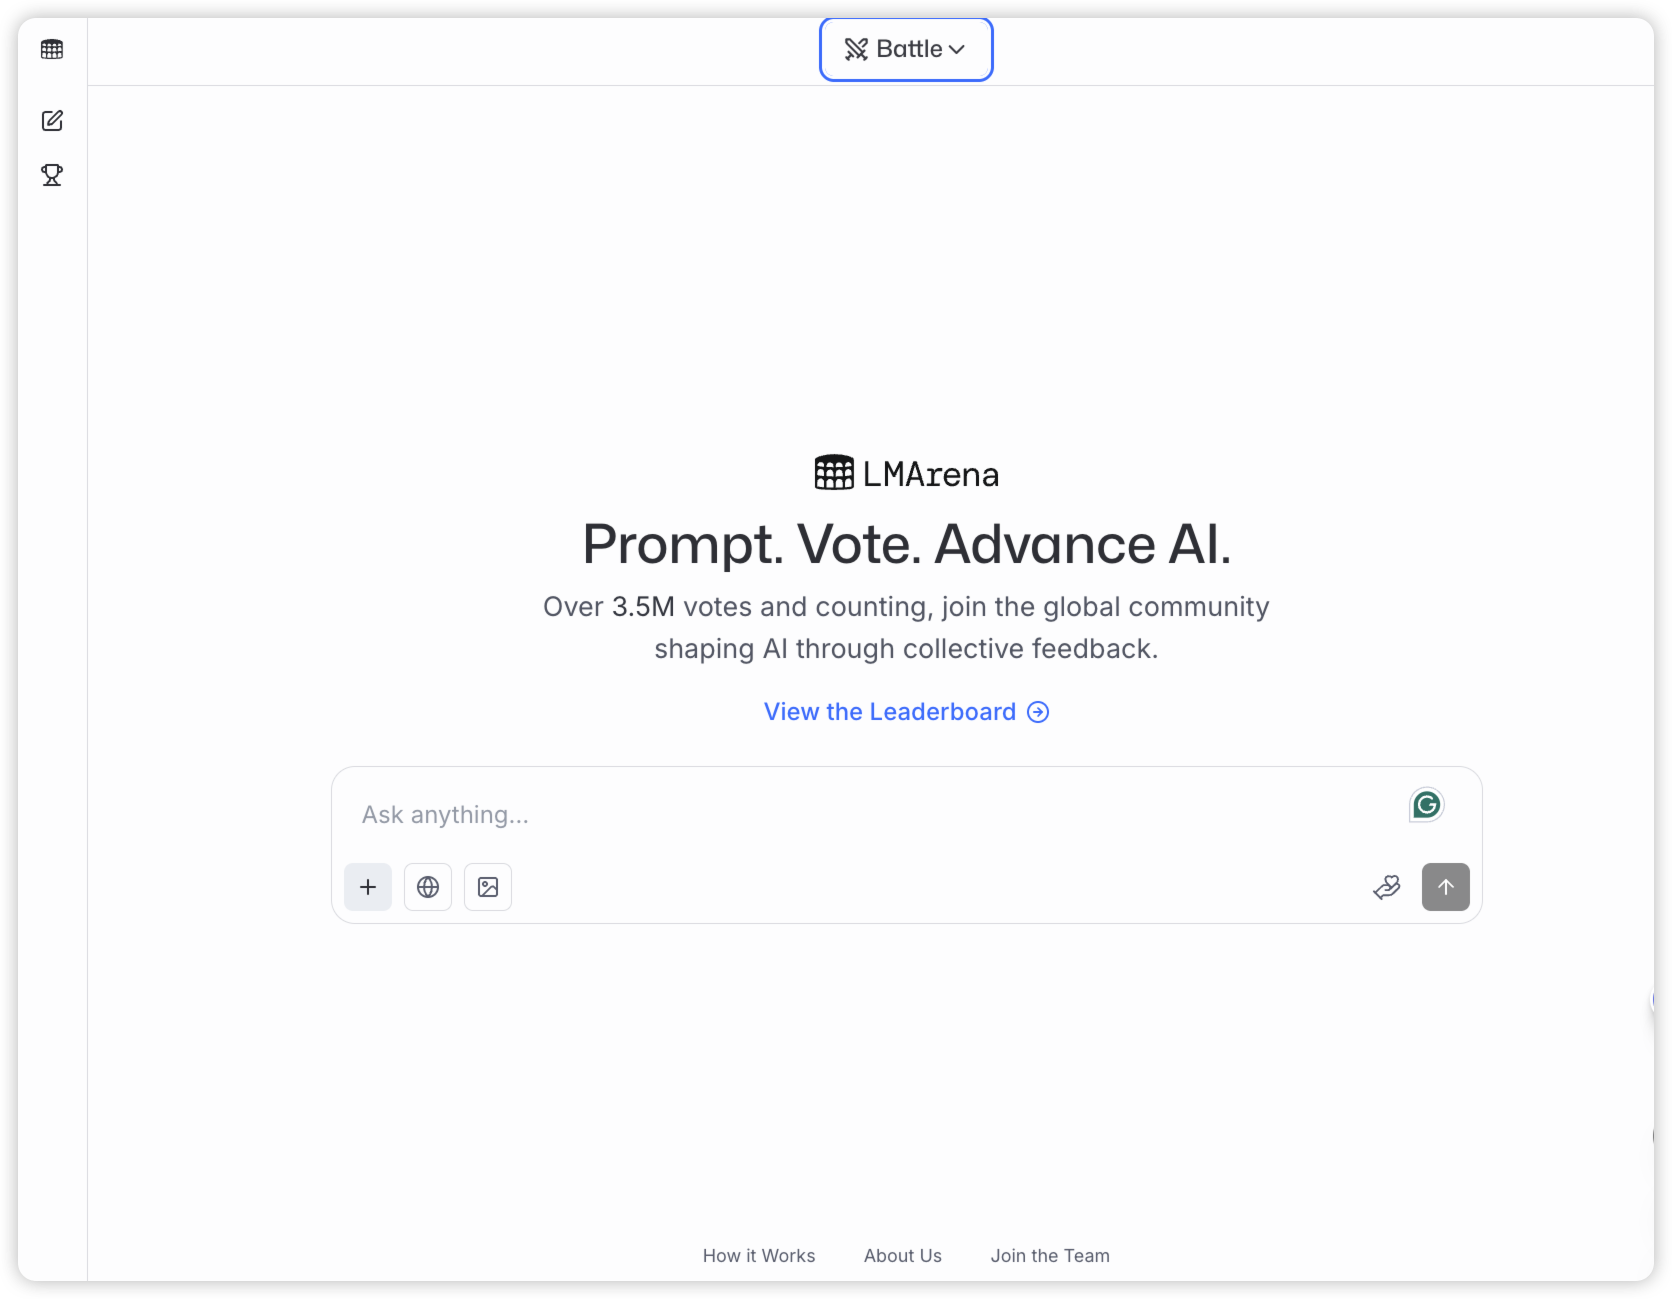 Battle
LMArena
Prompt. Vote. Advance AI.
Over 3.5M votes and counting, join the global community
shaping AI through collective feedback.
View the Leaderboard
Ask anything...
How it Works
About Us
Join the Team